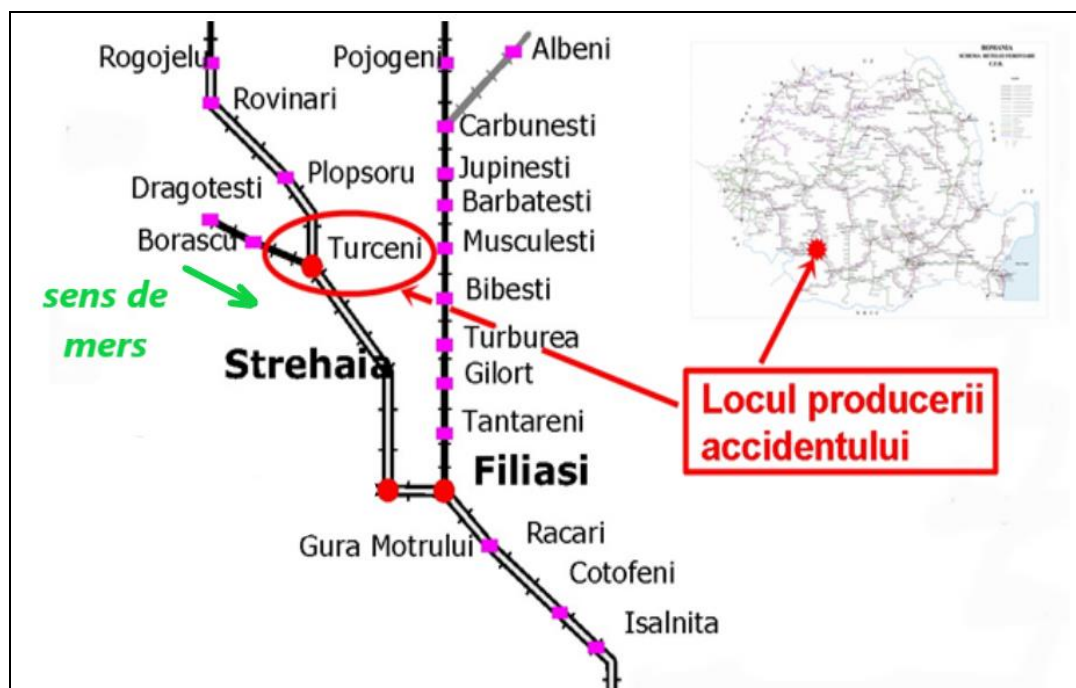 Rogojelu
Pojogeni
Albeni
ROMANIA
Rovinari
Carbunesti
Plopsoru
Jupinesti
Dragotesti
Barbatesti
Borascu
Turceni
Musculesti
sens de
mers
Bibesti
Turburea
Strehaia
Gilort
Locul producerii
accidentului
Tantareni
Filiasi
Gura Motrului
Racari
Cotofeni
Isalnita